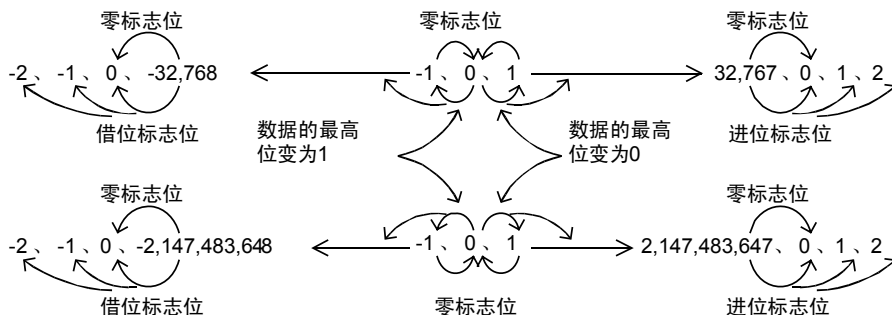 零标志位 零标志位 零标志位
-2、-1、0、-32,768 -1、0、1 32,767、0、1、2
借位标志位 数据的最高位变为1 数据的最高位变为0 进位标志位
零标志位 零标志位
-2、-1、0、-2,147,483,648 -1、0、1 2,147,483,647、0、1、2
借位标志位 零标志位 进位标志位